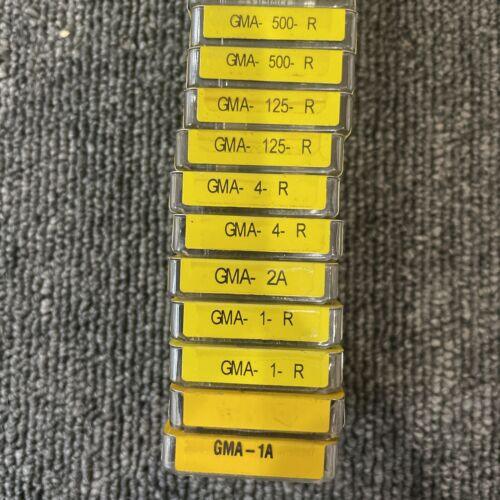 GMA- 500- R
GMA- 500- R
GMA- 125- R
GMA- 125- R
GMA- 4- R
GMA- 4- R
GMA- 2A
GMA- 1- R
GMA- 1- R
GMA-1A